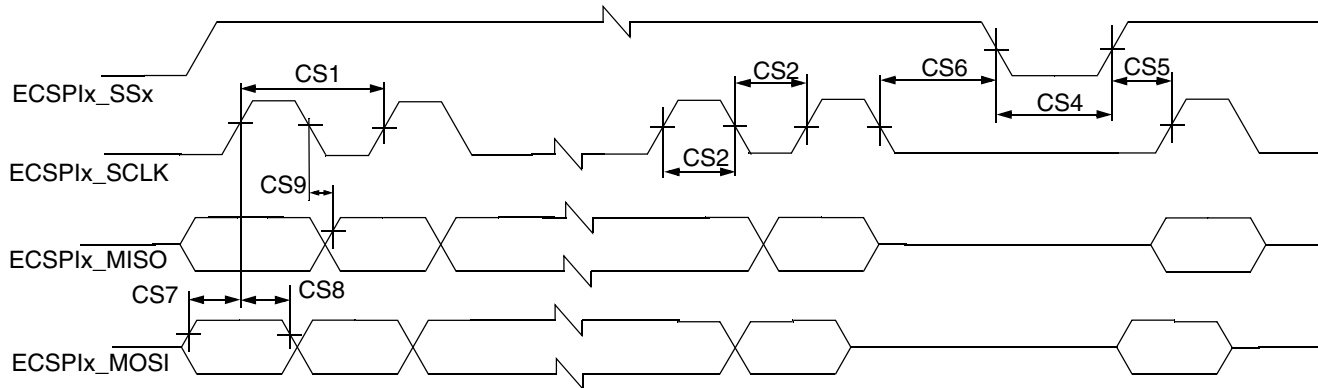 CS1
CS2
CS6
CS5
ECSPIx_SSx
CS4
CS2
ECSPIx_SCLK
CS9
ECSPIx_MISO
CS7
CS8
ECSPIx_MOSI